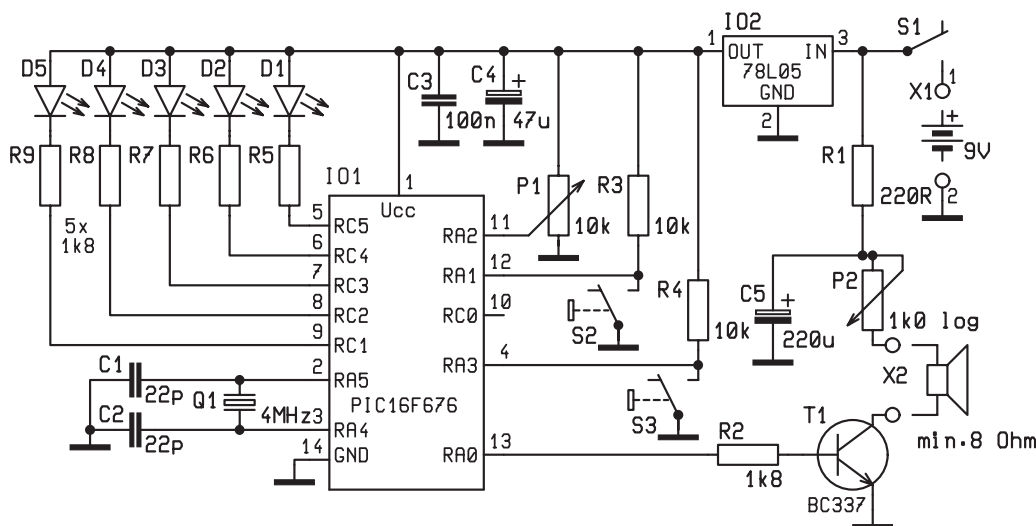 IO2
S1
D5 D4 D3 D2 D1
1 OUT IN 3
78L05
GND
2
C3
100n
C4 +
47u
X1
1
+
9V
2
R9 R8 R7 R6 R5
5x
1k8
IO1
1
Ucc
P1
10k
R3
10k
R1
220R
5 RC5
6 RC4
7 RC3
8 RC2
9 RC1
2 RA5
3 RA4
14 GND
RA2 11
RA1 12
RC0 10
RA3 4
RA0 13
PIC16F676
S2
R4
10k
S3
C5 +
220u
P2
1k0 log
X2
min.8 Ohm
C1
22p
C2
22p
Q1
4MHz
R2
1k8
T1
BC337